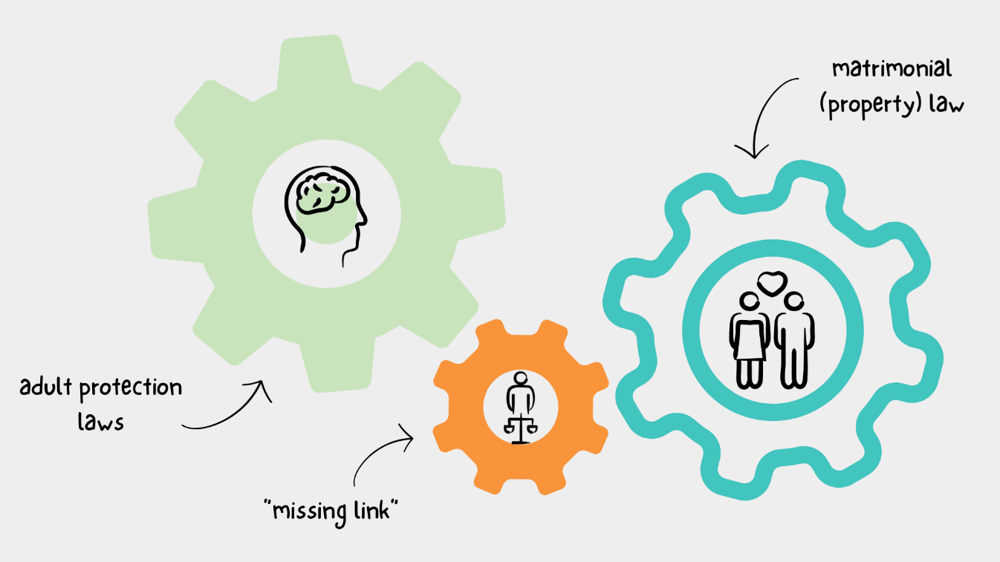 matrimonial
(property) law
adult protection
laws
"missing link"